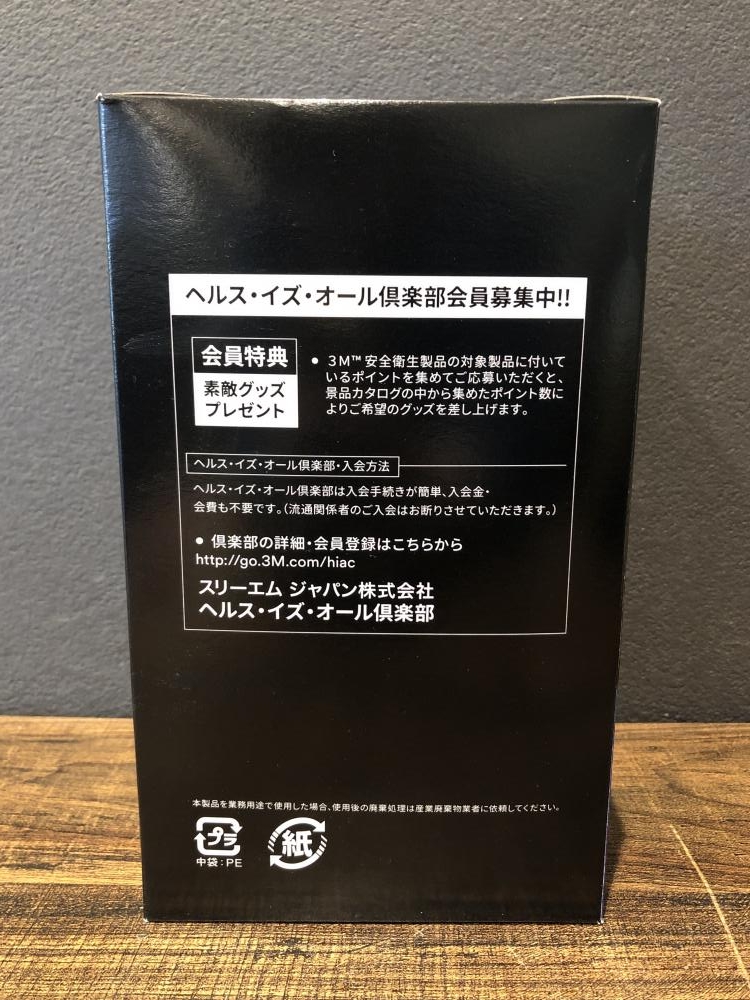 ヘルス・イズ・オール倶楽部会員募集中!!
会員特典
素敵グッズ
プレゼント
● 3M™ 安全衛生製品の対象製品に付いて
いるポイントを集めてご応募いただくと、
景品カタログの中から集めたポイント数に
よりご希望のグッズを差し上げます。
ヘルス・イズ・オール倶楽部・入会方法
ヘルス・イズ・オール倶楽部は入会手続きが簡単、入会金・
会費も不要です。(流通関係者のご入会はお断りさせていただきます。)
● 倶楽部の詳細・会員登録はこちらから
http://go.3M.com/hiac
スリーエム ジャパン株式会社
ヘルス・イズ・オール倶楽部
本製品を業務用途で使用した場合、使用後の廃棄処理は産業廃棄物業者に依頼してください。
プラ
中袋:PE
紙